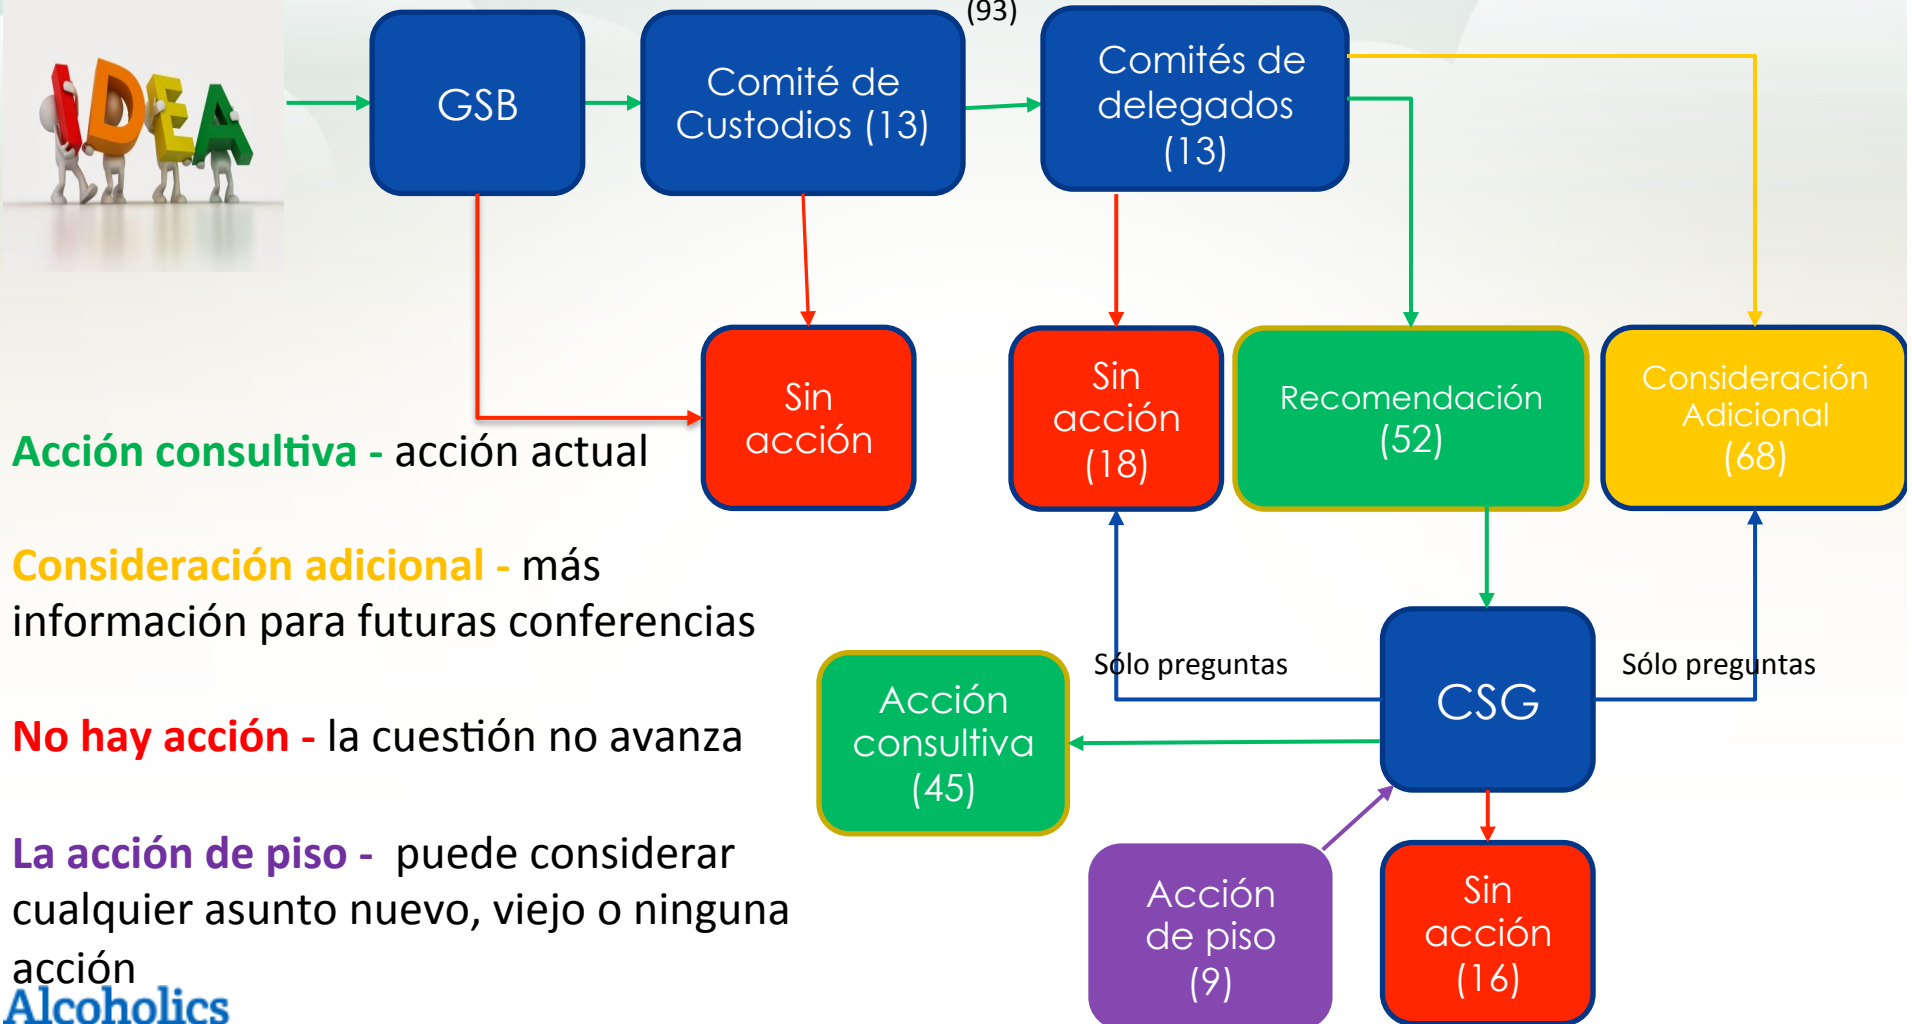 (93)
IDEA
GSB
Comité de
Custodios (13)
Comités de
delegados
(13)
Sin
acción
Sin
acción
(18)
Recomendación
(52)
Consideración
Adicional
(68)
Acción consultiva - acción actual
Consideración adicional - más
información para futuras conferencias
No hay acción - la cuestión no avanza
La acción de piso - puede considerar
cualquier asunto nuevo, viejo o ninguna
acción
Sólo preguntas
CSG
Sólo preguntas
Acción
consultiva
(45)
Acción
de piso
(9)
Sin
acción
(16)
Alcoholics